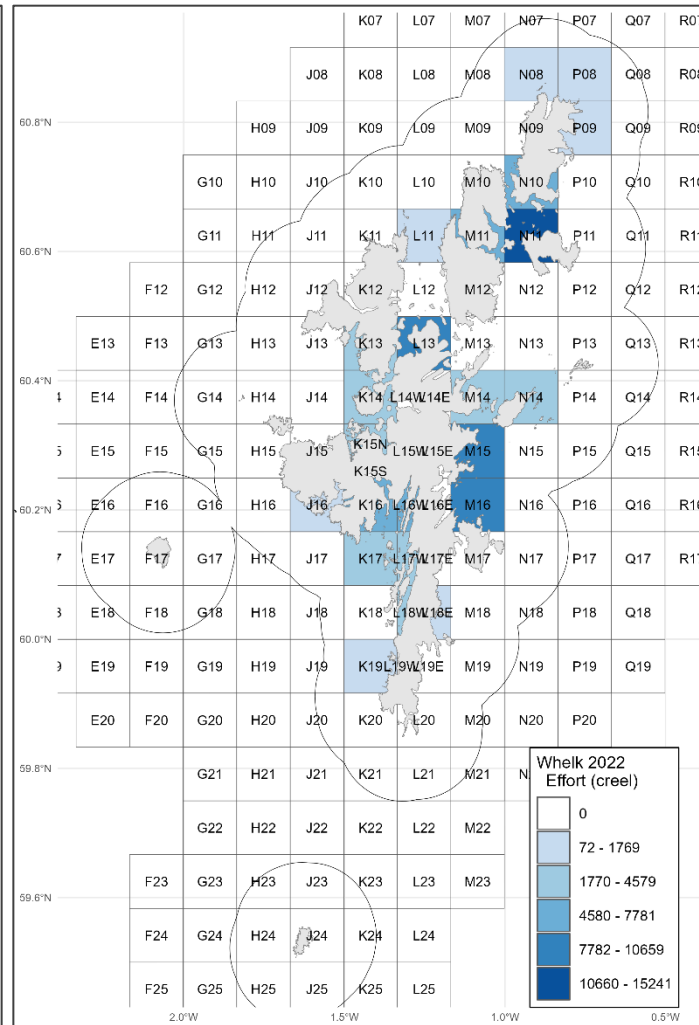 K07 L07 M07 N07 P07 Q07 R07
J08 K08 L08 M08 N08 P08 Q08 R08
60.8°N
H09 J09 K09 L09 M09 N09 P09 Q09 R09
G10 H10 J10 K10 L10 M10 N10 P10 Q10 R10
G11 H11 J11 K11 L11 M11 N11 P11 Q11 R11
60.6°N
F12 G12 H12 J12 K12 L12 M12 N12 P12 Q12 R12
E13 F13 G13 H13 J13 K13 L13 M13 N13 P13 Q13 R13
60.4°N
4 E14 F14 G14 H14 J14 K14 L14W L14E M14 N14 P14 Q14 R14
K15N
5 E15 F15 G15 H15 J15 L15W L15E M15 N15 P15 Q15 R15
K15S
6 E16 F16 G16 H16 J16 K16 L16W L16E M16 N16 P16 Q16 R16
60.2°N
7 E17 F17 G17 H17 J17 K17 L17W L17E M17 N17 P17 Q17 R17
8 E18 F18 G18 H18 J18 K18 L18W L18E M18 N18 P18 Q18
60.0°N
9 E19 F19 G19 H19 J19 K19 L19W L19E M19 N19 P19 Q19
E20 F20 G20 H20 J20 K20 L20 M20 N20 P20
59.8°N
G21 H21 J21 K21 L21 M21 N
G22 H22 J22 K22 L22 M22
F23 G23 H23 J23 K23 L23 M23
59.6°N
F24 G24 H24 J24 K24 L24
F25 G25 H25 J25 K25 L25
Whelk 2022
Effort (creel)
0
72 - 1769
1770 - 4579
4580 - 7781
7782 - 10659
10660 - 15241
2.0°W 1.5°W 1.0°W 0.5°W